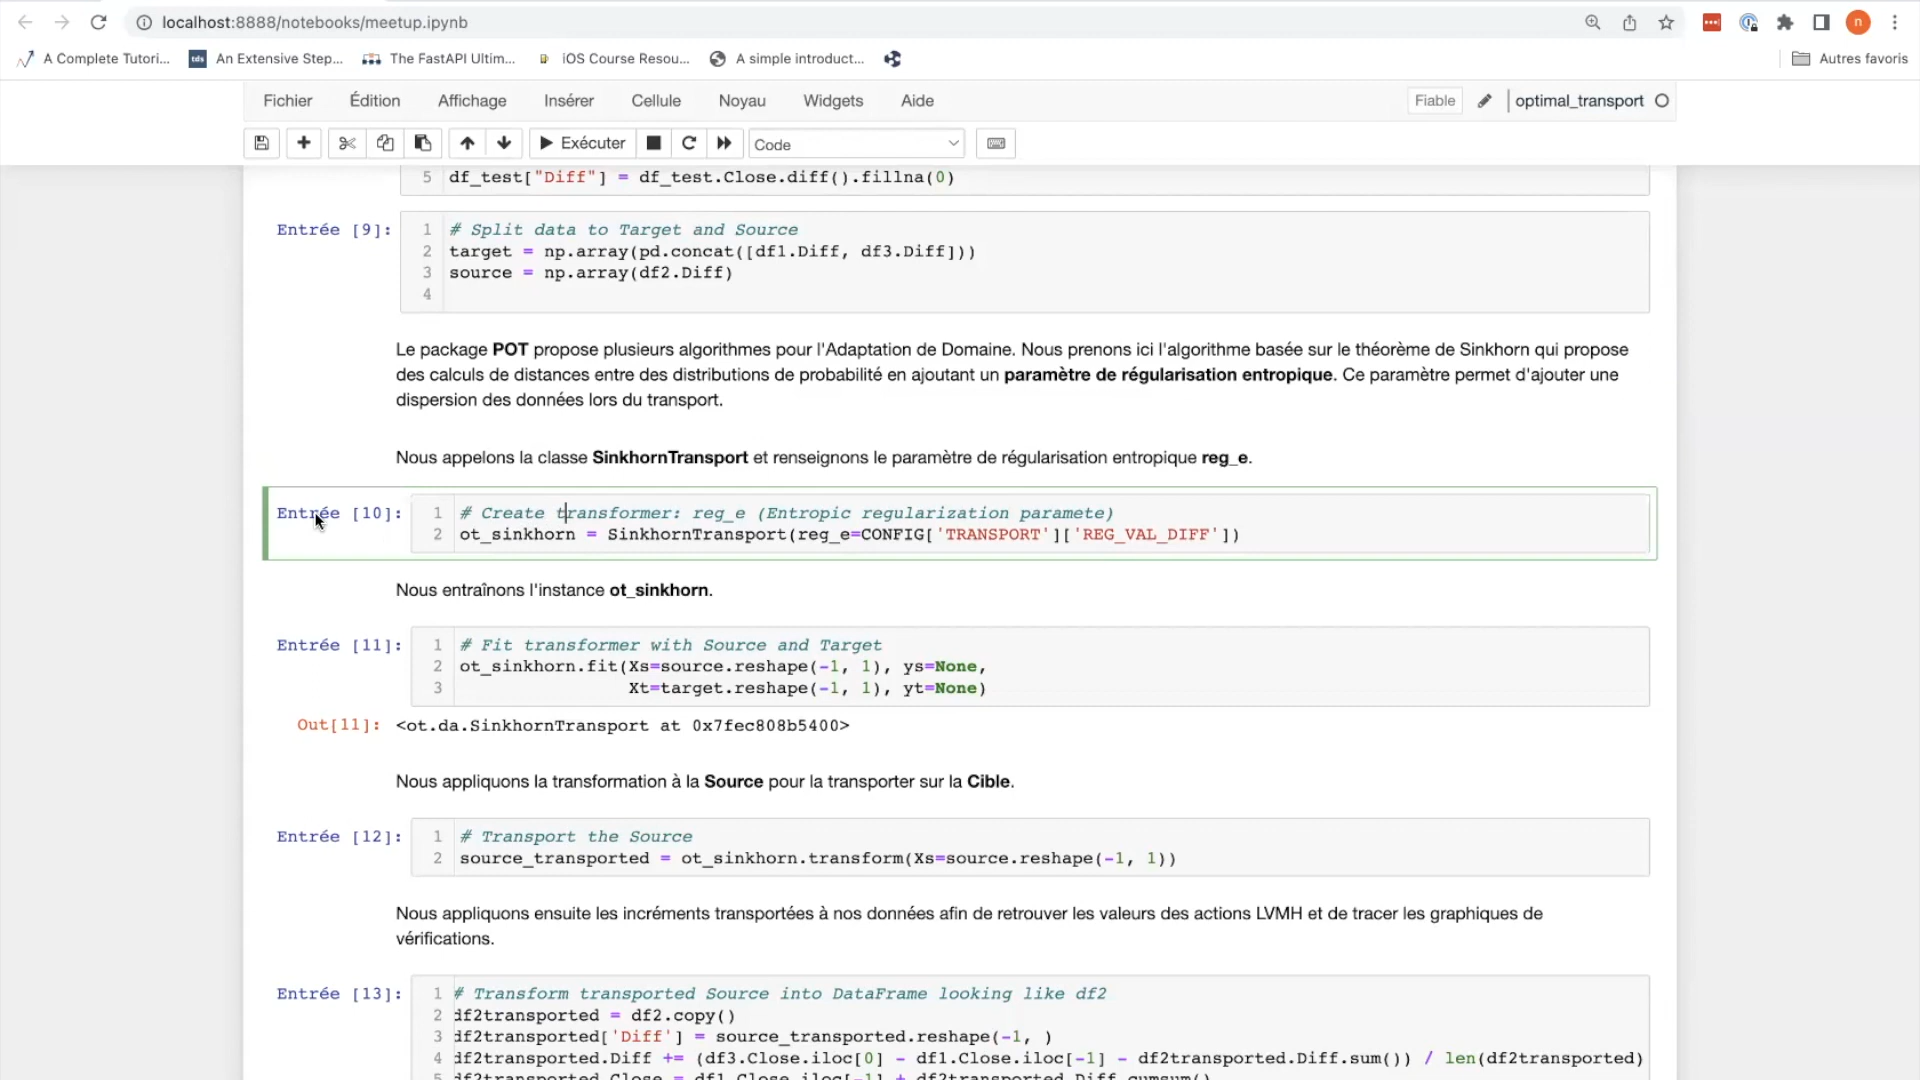 localhost:8888/notebooks/meetup.ipynb
n
A Complete Tutori...
tds An Extensive Step...
The FastAPI Ultim...
iOS Course Resou...
A simple introduct...
Autres favoris
Fichier Édition Affichage Insérer Cellule Noyau Widgets Aide
Fiable
optimal_transport
Exécuter
Code
5 df_test["Diff"] = df_test.Close.diff().fillna(0)
Entrée [9]:
1 # Split data to Target and Source
2 target = np.array(pd.concat([df1.Diff, df3.Diff]))
3 source = np.array(df2.Diff)
4
Le package POT propose plusieurs algorithmes pour l'Adaptation de Domaine. Nous prenons ici l'algorithme basée sur le théorème de Sinkhorn qui propose
des calculs de distances entre des distributions de probabilité en ajoutant un paramètre de régularisation entropique. Ce paramètre permet d'ajouter une
dispersion des données lors du transport.
Nous appelons la classe SinkhornTransport et renseignons le paramètre de régularisation entropique reg_e.
Entrée [10]:
1 # Create transformer: reg_e (Entropic regularization paramete)
2 ot_sinkhorn = SinkhornTransport(reg_e=CONFIG['TRANSPORT']['REG_VAL_DIFF'])
Nous entraînons l'instance ot_sinkhorn.
Entrée [11]:
1 # Fit transformer with Source and Target
2 ot_sinkhorn.fit(Xs=source.reshape(-1, 1), ys=None,
3 Xt=target.reshape(-1, 1), yt=None)
Out[11]: <ot.da.SinkhornTransport at 0x7fec808b5400>
Nous appliquons la transformation à la Source pour la transporter sur la Cible.
Entrée [12]:
1 # Transport the Source
2 source_transported = ot_sinkhorn.transform(Xs=source.reshape(-1, 1))
Nous appliquons ensuite les incréments transportées à nos données afin de retrouver les valeurs des actions LVMH et de tracer les graphiques de
vérifications.
Entrée [13]:
1 # Transform transported Source into DataFrame looking like df2
2 df2transported = df2.copy()
3 df2transported['Diff'] = source_transported.reshape(-1, )
4 df2transported.Diff += (df3.Close.iloc[0] - df1.Close.iloc[-1] - df2transported.Diff.sum()) / len(df2transported)
5 df2transported.Close = df1.Close.iloc[-1] + df2transported.Diff.cumsum()